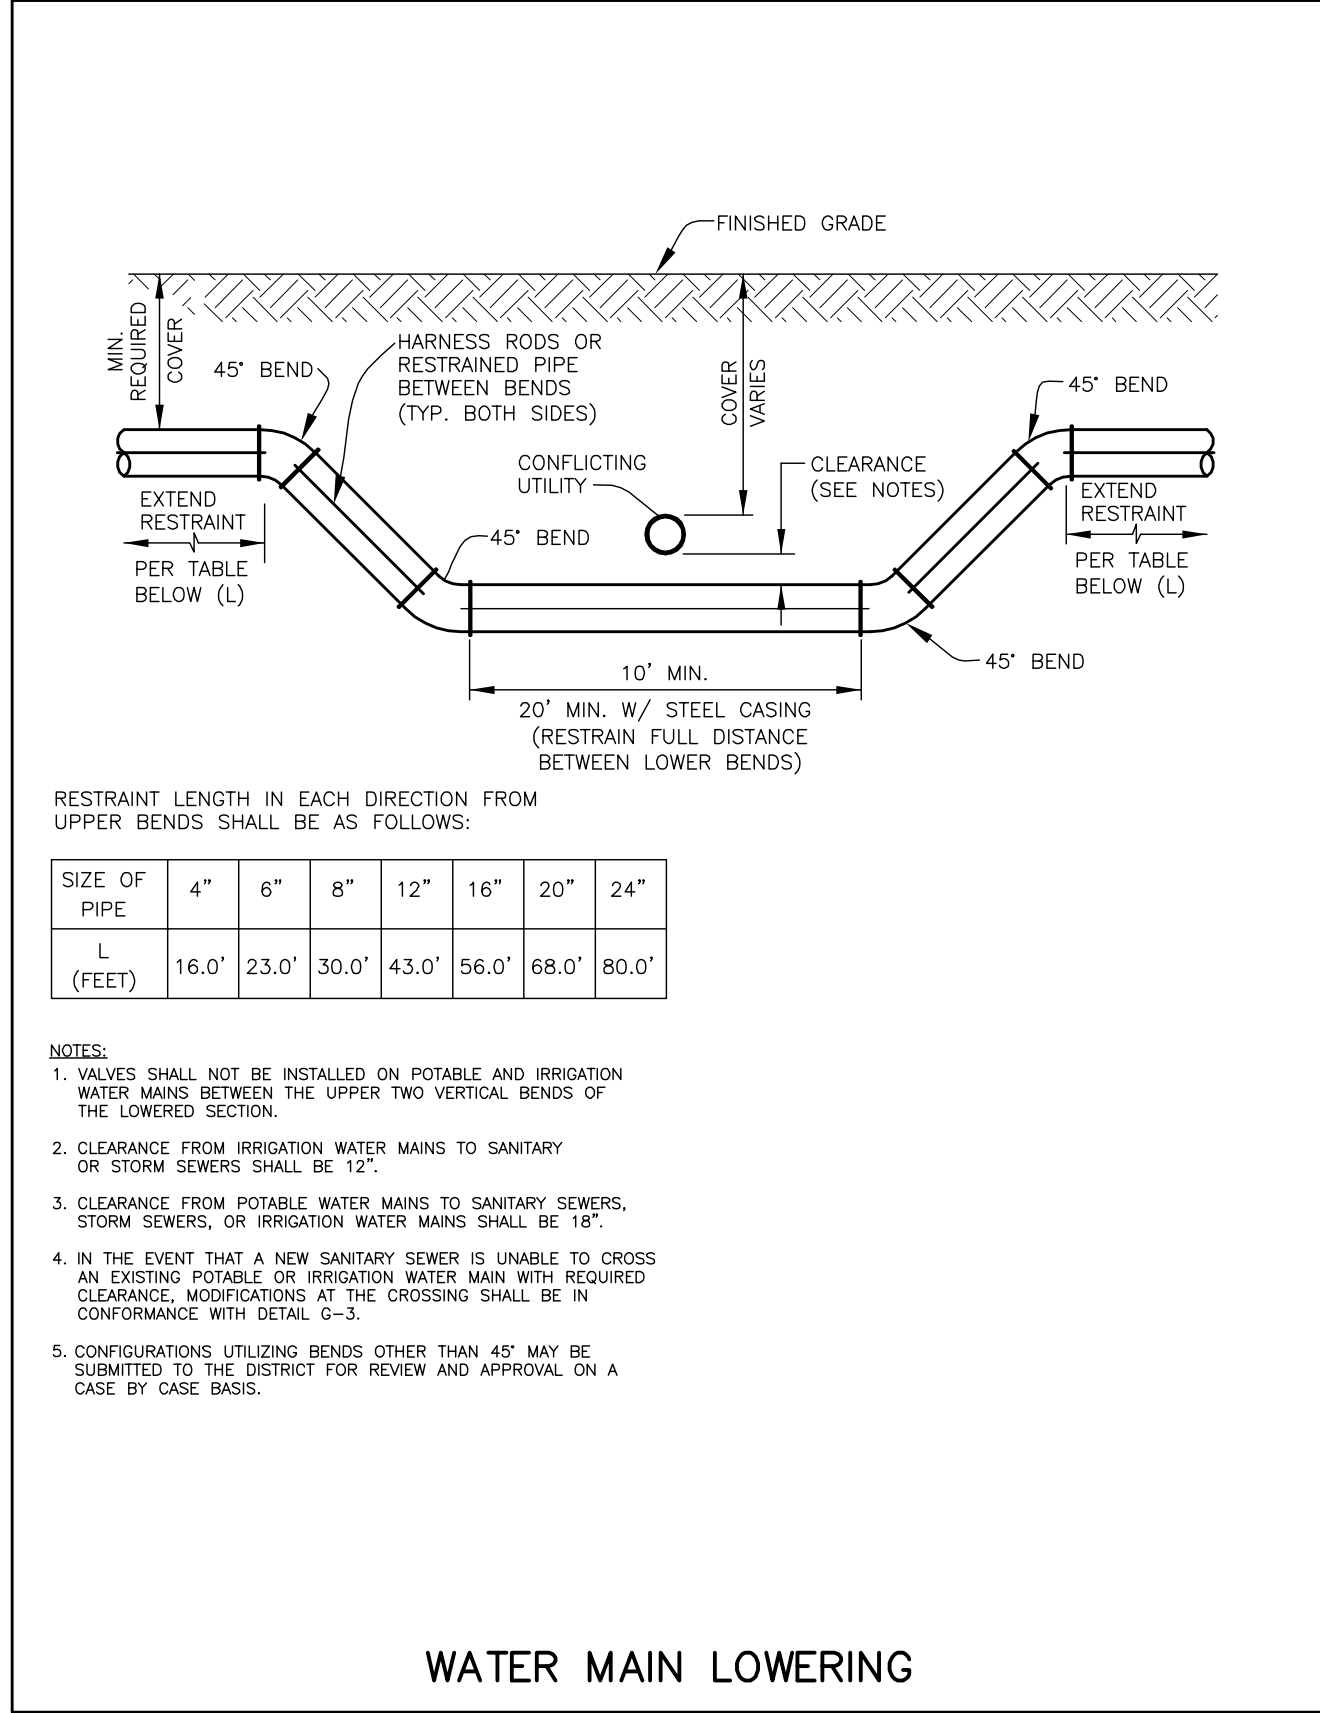 FINISHED GRADE
MIN.
REQUIRED
COVER
45° BEND
HARNESS RODS OR
RESTRAINED PIPE
BETWEEN BENDS
(TYP. BOTH SIDES)
COVER
VARIES
45° BEND
CONFLICTING
UTILITY
CLEARANCE
(SEE NOTES)
EXTEND
RESTRAINT
PER TABLE
BELOW (L)
45° BEND
EXTEND
RESTRAINT
PER TABLE
BELOW (L)
45° BEND
10' MIN.
20' MIN. W/ STEEL CASING
(RESTRAIN FULL DISTANCE
BETWEEN LOWER BENDS)
RESTRAINT LENGTH IN EACH DIRECTION FROM
UPPER BENDS SHALL BE AS FOLLOWS:
SIZE OF
PIPE
4" 6" 8" 12" 16" 20" 24"
L
(FEET)
16.0' 23.0' 30.0' 43.0' 56.0' 68.0' 80.0'
NOTES:
1. VALVES SHALL NOT BE INSTALLED ON POTABLE AND IRRIGATION
WATER MAINS BETWEEN THE UPPER TWO VERTICAL BENDS OF
THE LOWERED SECTION.
2. CLEARANCE FROM IRRIGATION WATER MAINS TO SANITARY
OR STORM SEWERS SHALL BE 12".
3. CLEARANCE FROM POTABLE WATER MAINS TO SANITARY SEWERS,
STORM SEWERS, OR IRRIGATION WATER MAINS SHALL BE 18".
4. IN THE EVENT THAT A NEW SANITARY SEWER IS UNABLE TO CROSS
AN EXISTING POTABLE OR IRRIGATION WATER MAIN WITH REQUIRED
CLEARANCE, MODIFICATIONS AT THE CROSSING SHALL BE IN
CONFORMANCE WITH DETAIL G-3.
5. CONFIGURATIONS UTILIZING BENDS OTHER THAN 45° MAY BE
SUBMITTED TO THE DISTRICT FOR REVIEW AND APPROVAL ON A
CASE BY CASE BASIS.
WATER MAIN LOWERING